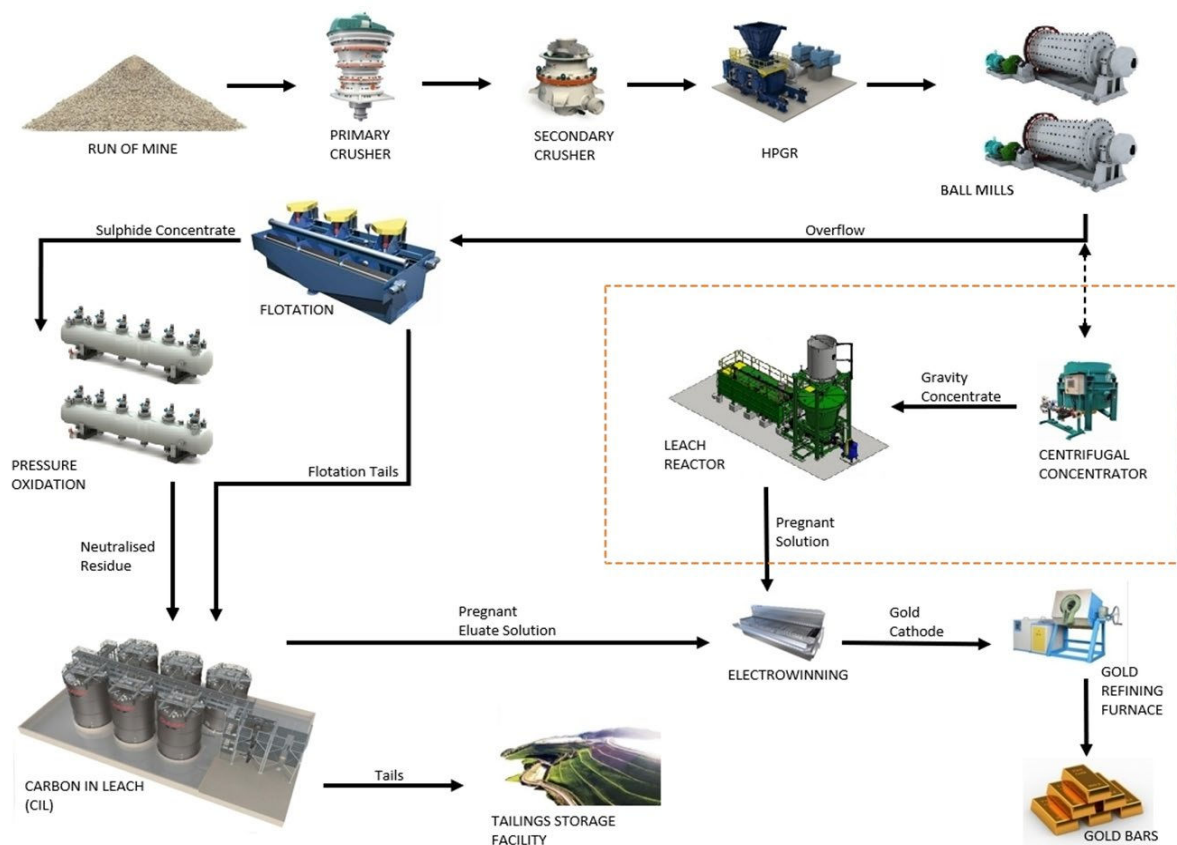 RUN OF MINE
PRIMARY
CRUSHER
SECONDARY
CRUSHER
HPGR
BALL MILLS
Sulphide Concentrate
Overflow
FLOTATION
Gravity
Concentrate
LEACH
REACTOR
CENTRIFUGAL
CONCENTRATOR
PRESSURE
OXIDATION
Flotation Tails
Pregnant
Solution
Neutralised
Residue
Pregnant
Eluate Solution
Gold
Cathode
ELECTROWINNING
GOLD
REFINING
FURNACE
CARBON IN LEACH
(CIL)
Tails
TAILINGS STORAGE
FACILITY
GOLD BARS